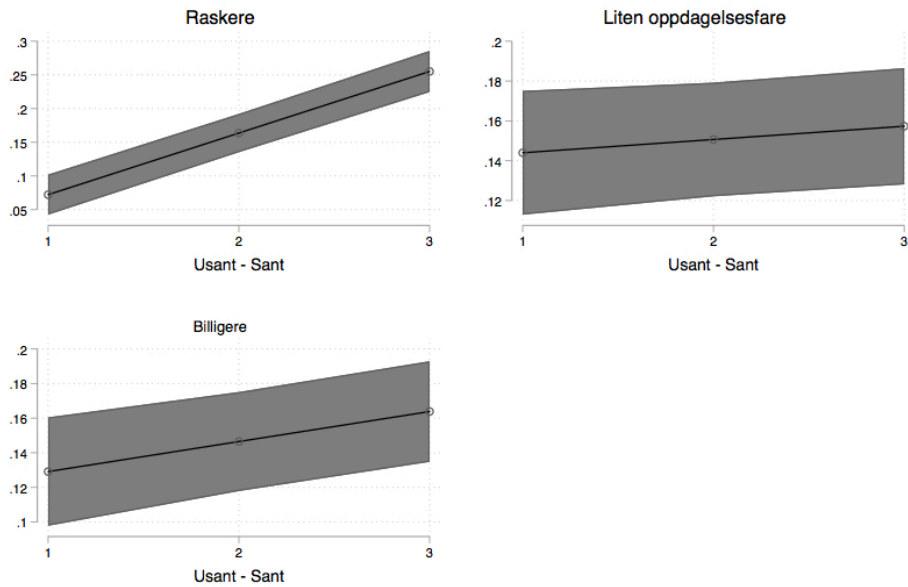 Raskere
.3
.25
.2
.15
.1
.05
1 2 3
Usant - Sant
Liten oppdagelsesfare
.2
.18
.16
.14
.12
1 2 3
Usant - Sant
Billigere
.2
.18
.16
.14
.12
.1
1 2 3
Usant - Sant